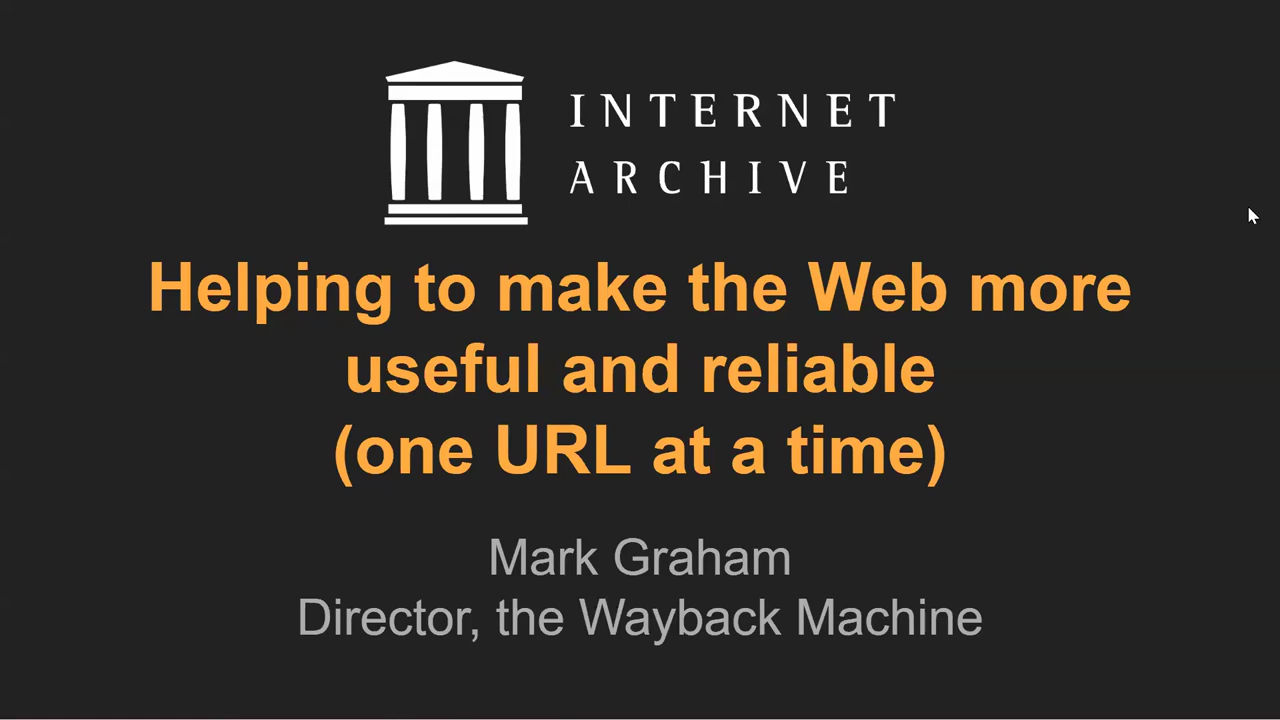 INTERNET
ARCHIVE
Helping to make the Web more
useful and reliable
(one URL at a time)
Mark Graham
Director, the Wayback Machine